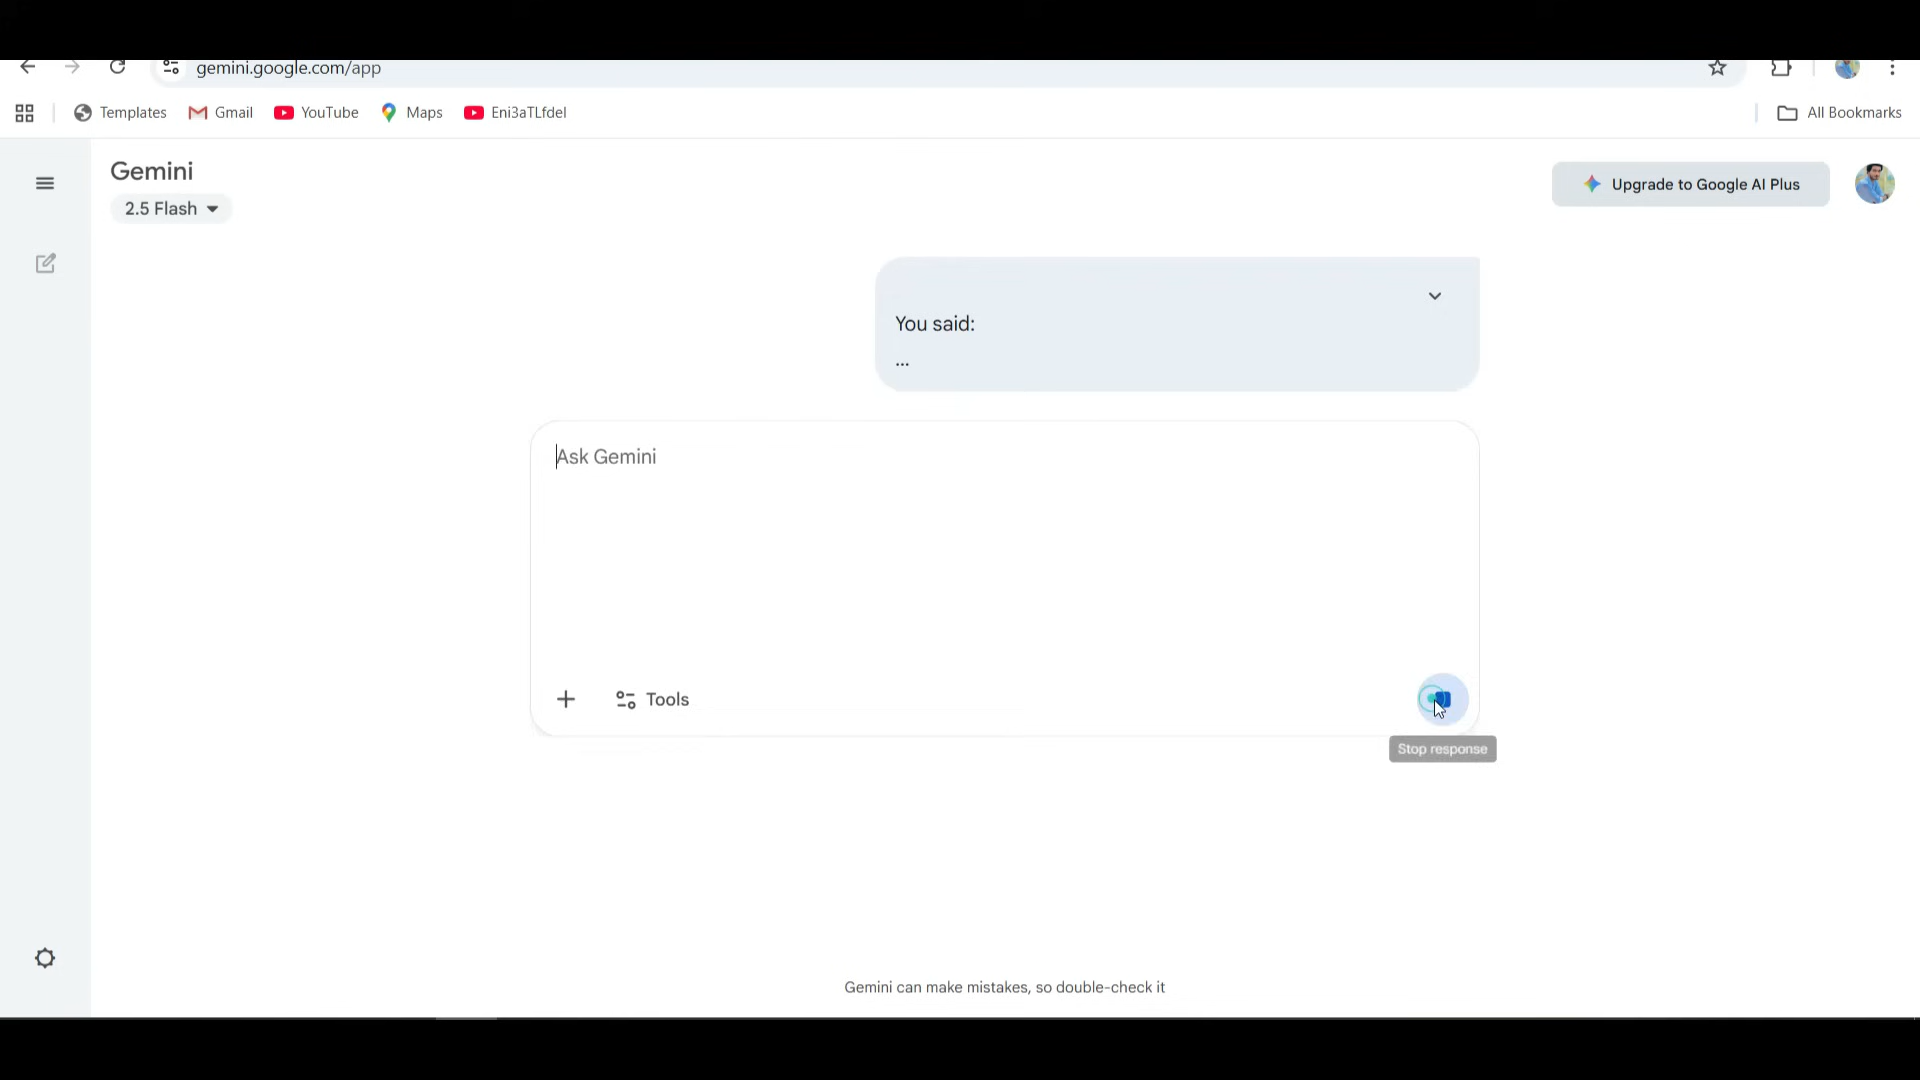 gemini.google.com/app
Templates
Gmail
YouTube
Maps
Eni3aTLfdel
All Bookmarks
Gemini
2.5 Flash
Upgrade to Google AI Plus
You said:
...
Ask Gemini
Tools
Stop response
Gemini can make mistakes, so double-check it